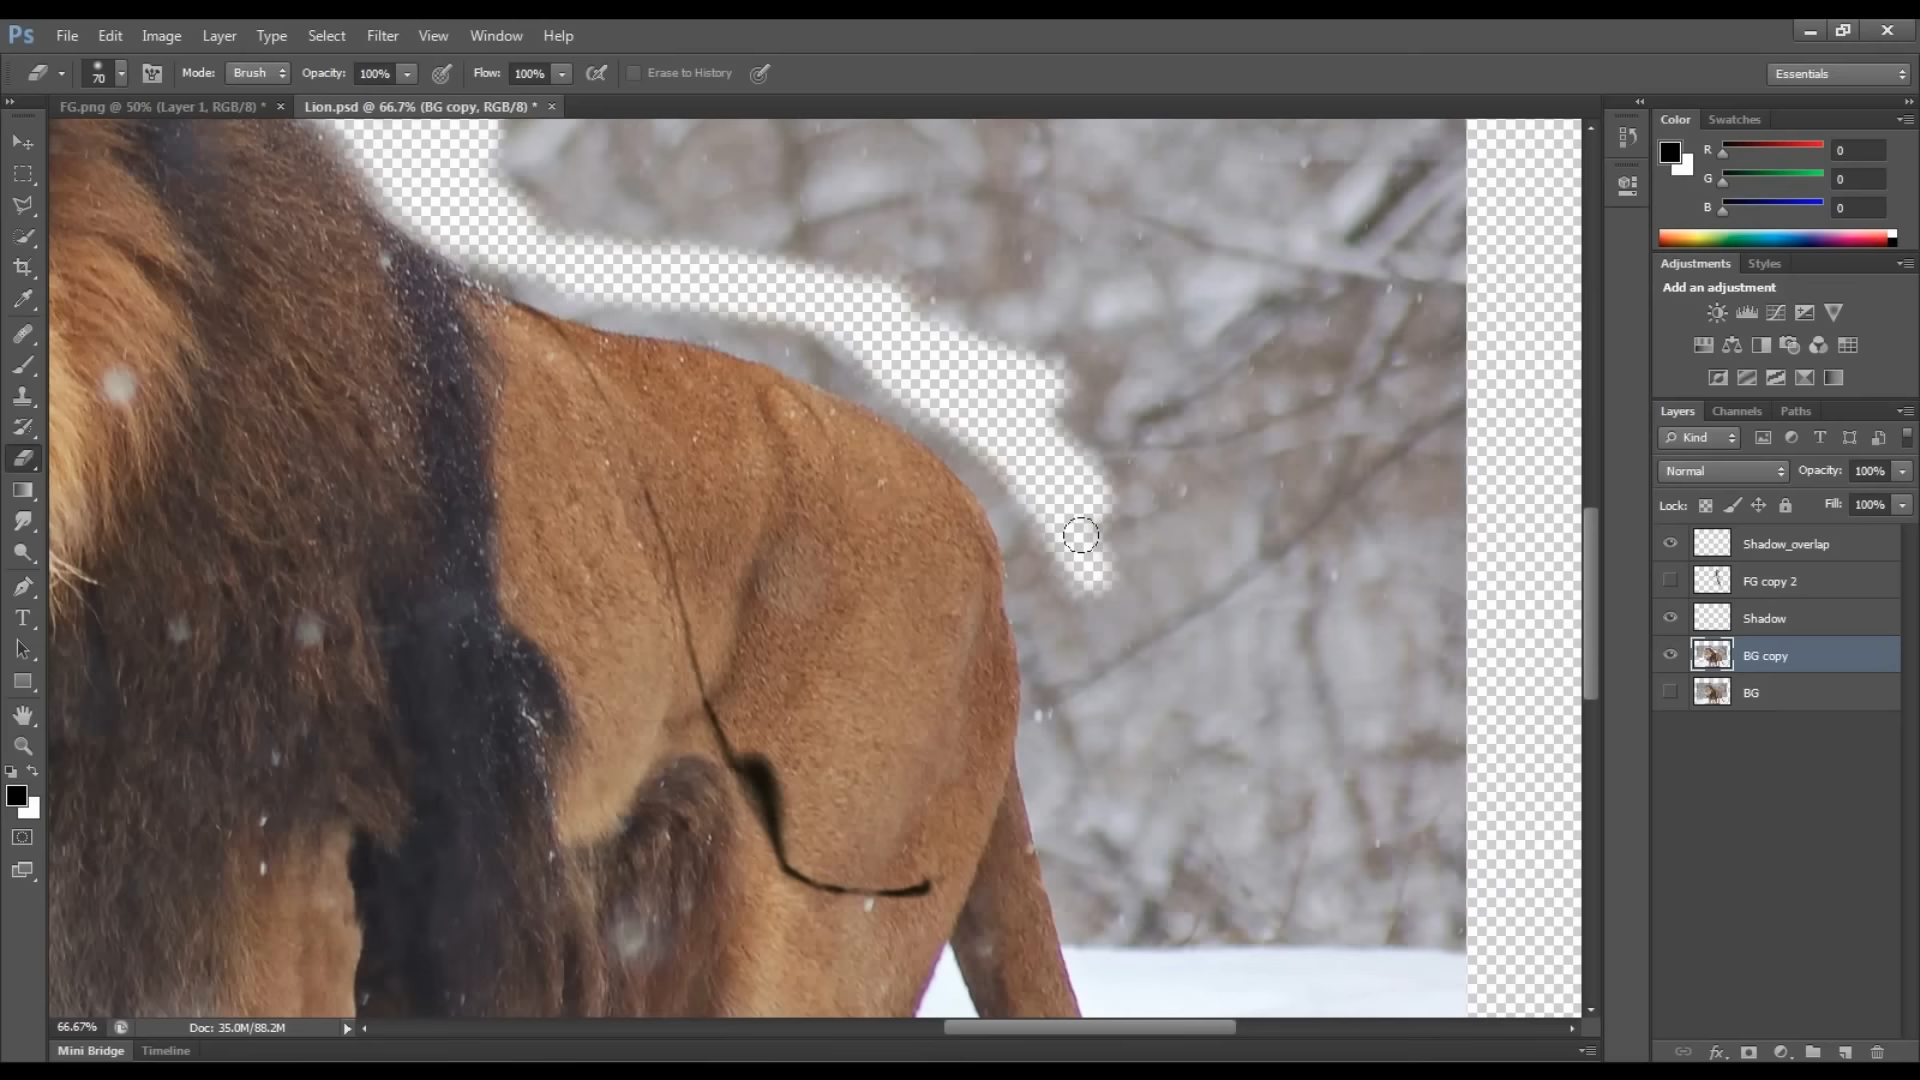 Ps File Edit Image Layer Type Select Filter View Window Help
70 Mode: Brush Opacity: 100% Flow: 100% Erase to History Essentials
FG.png @ 50% (Layer 1, RGB/8) * × Lion.psd @ 66.7% (BG copy, RGB/8) * ×
Color Swatches
R 0
G 0
B 0
Adjustments Styles
Add an adjustment
Layers Channels Paths
Kind
Normal Opacity: 100%
Lock: Fill: 100%
Shadow_overlap
FG copy 2
Shadow
BG copy
BG
66.67% Doc: 35.0M/88.2M
Mini Bridge Timeline